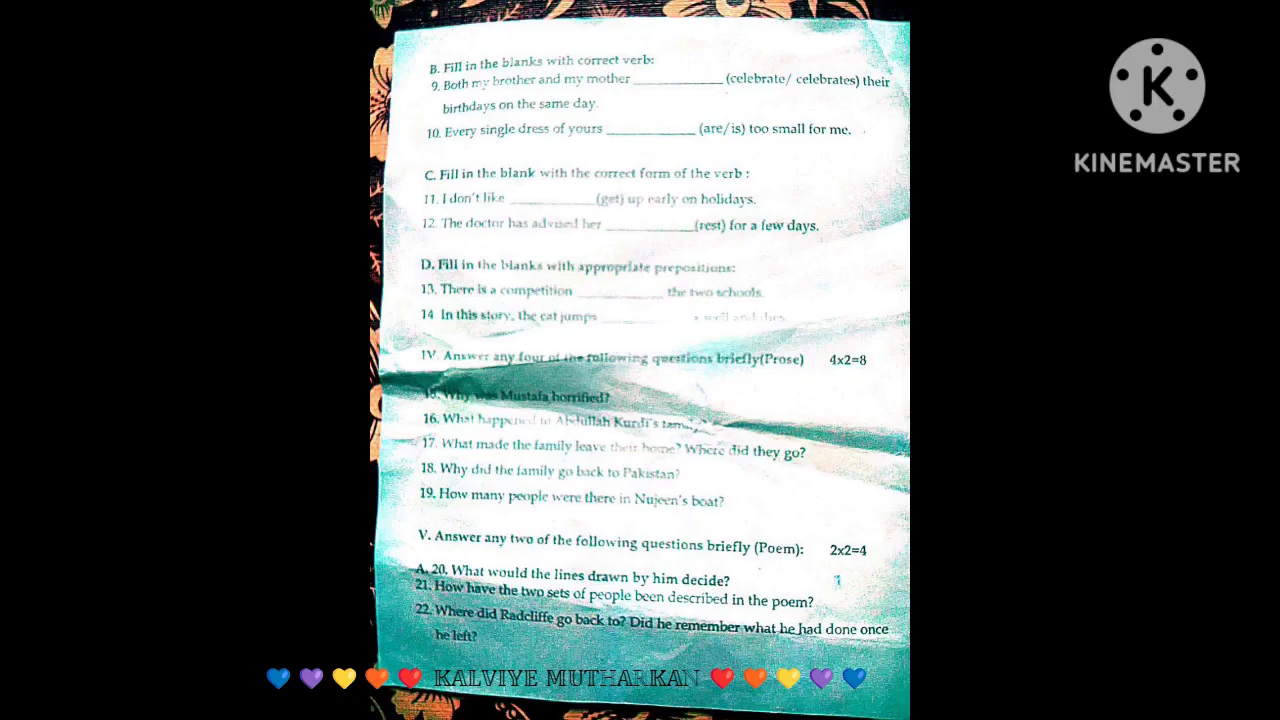 B. Fill in the blanks with correct verb:
9. Both my brother and my mother ____________ (celebrate/ celebrates) their
birthdays on the same day.
10. Every single dress of yours ____________ (are/is) too small for me.
C. Fill in the blank with the correct form of the verb :
11. I don't like ____________ (get) up early on holidays.
12. The doctor has advised her ____________ (rest) for a few days.
D. Fill in the blanks with appropriate prepositions:
13. There is a competition ____________ the two schools.
14 In this story, the cat jumps ____________ a well and dies
IV. Answer any four of the following questions briefly(Prose) 4x2=8
15. Why was Mustafa horrified?
16. What happened to Abdullah Kurdi's family
17. What made the family leave their home? Where did they go?
18. Why did the family go back to Pakistan?
19. How many people were there in Nujeen's boat?
V. Answer any two of the following questions briefly (Poem): 2x2=4
A. 20. What would the lines drawn by him decide?
21. How have the two sets of people been described in the poem?
22. Where did Radcliffe go back to? Did he remember what he had done once
he left?
KALVIYE MUTHARKAN
K
KINEMASTER